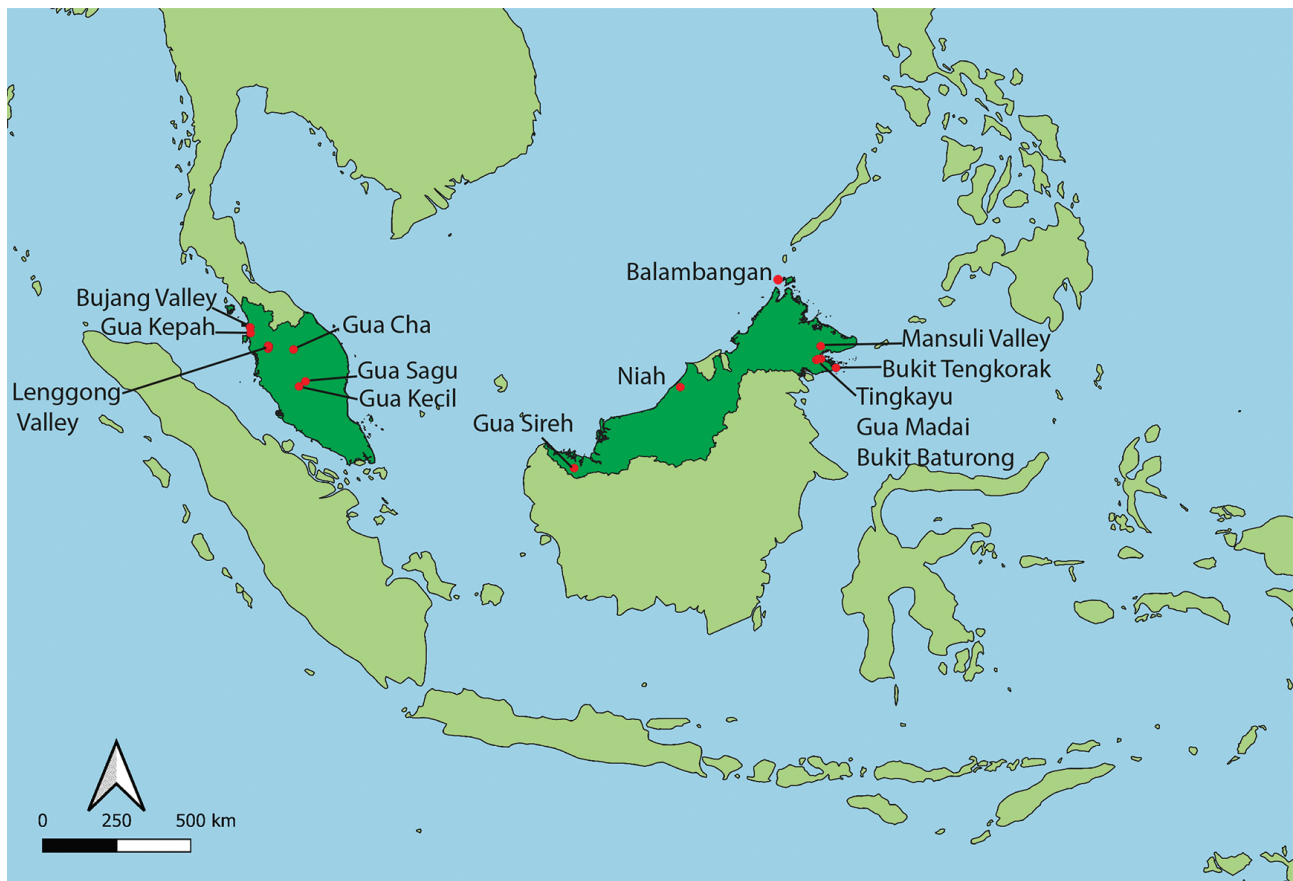 Balambangan
Bujang Valley
Gua Kepah
Gua Cha
Mansuli Valley
Gua Sagu
Bukit Tengkorak
Niah
Lenggong
Valley
Gua Kecil
Tingkayu
Gua Sireh
Gua Madai
Bukit Baturong
0 250 500 km